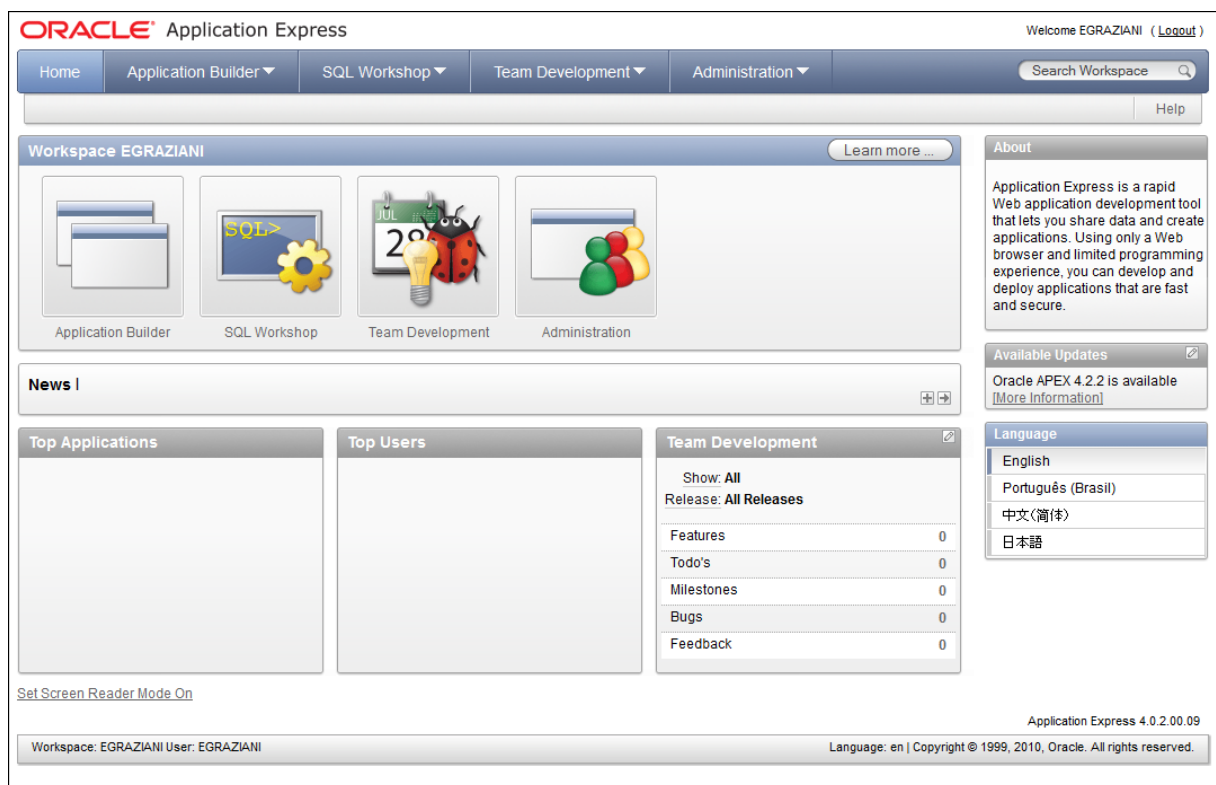 ORACLE Application Express
Welcome EGRAZIANI ( Logout )
Home
Application Builder
SQL Workshop
Team Development
Administration
Search Workspace
Help
Workspace EGRAZIANI
Learn more ...
JUL
28
SQL>
Application Builder
SQL Workshop
Team Development
Administration
About
Application Express is a rapid
Web application development tool
that lets you share data and create
applications. Using only a Web
browser and limited programming
experience, you can develop and
deploy applications that are fast
and secure.
News |
Available Updates
Oracle APEX 4.2.2 is available
[More Information]
Top Applications
Top Users
Team Development
Show: All
Release: All Releases
Features 0
Todo's 0
Milestones 0
Bugs 0
Feedback 0
Language
English
Português (Brasil)
中文(简体)
日本語
Set Screen Reader Mode On
Application Express 4.0.2.00.09
Workspace: EGRAZIANI User: EGRAZIANI
Language: en | Copyright © 1999, 2010, Oracle. All rights reserved.